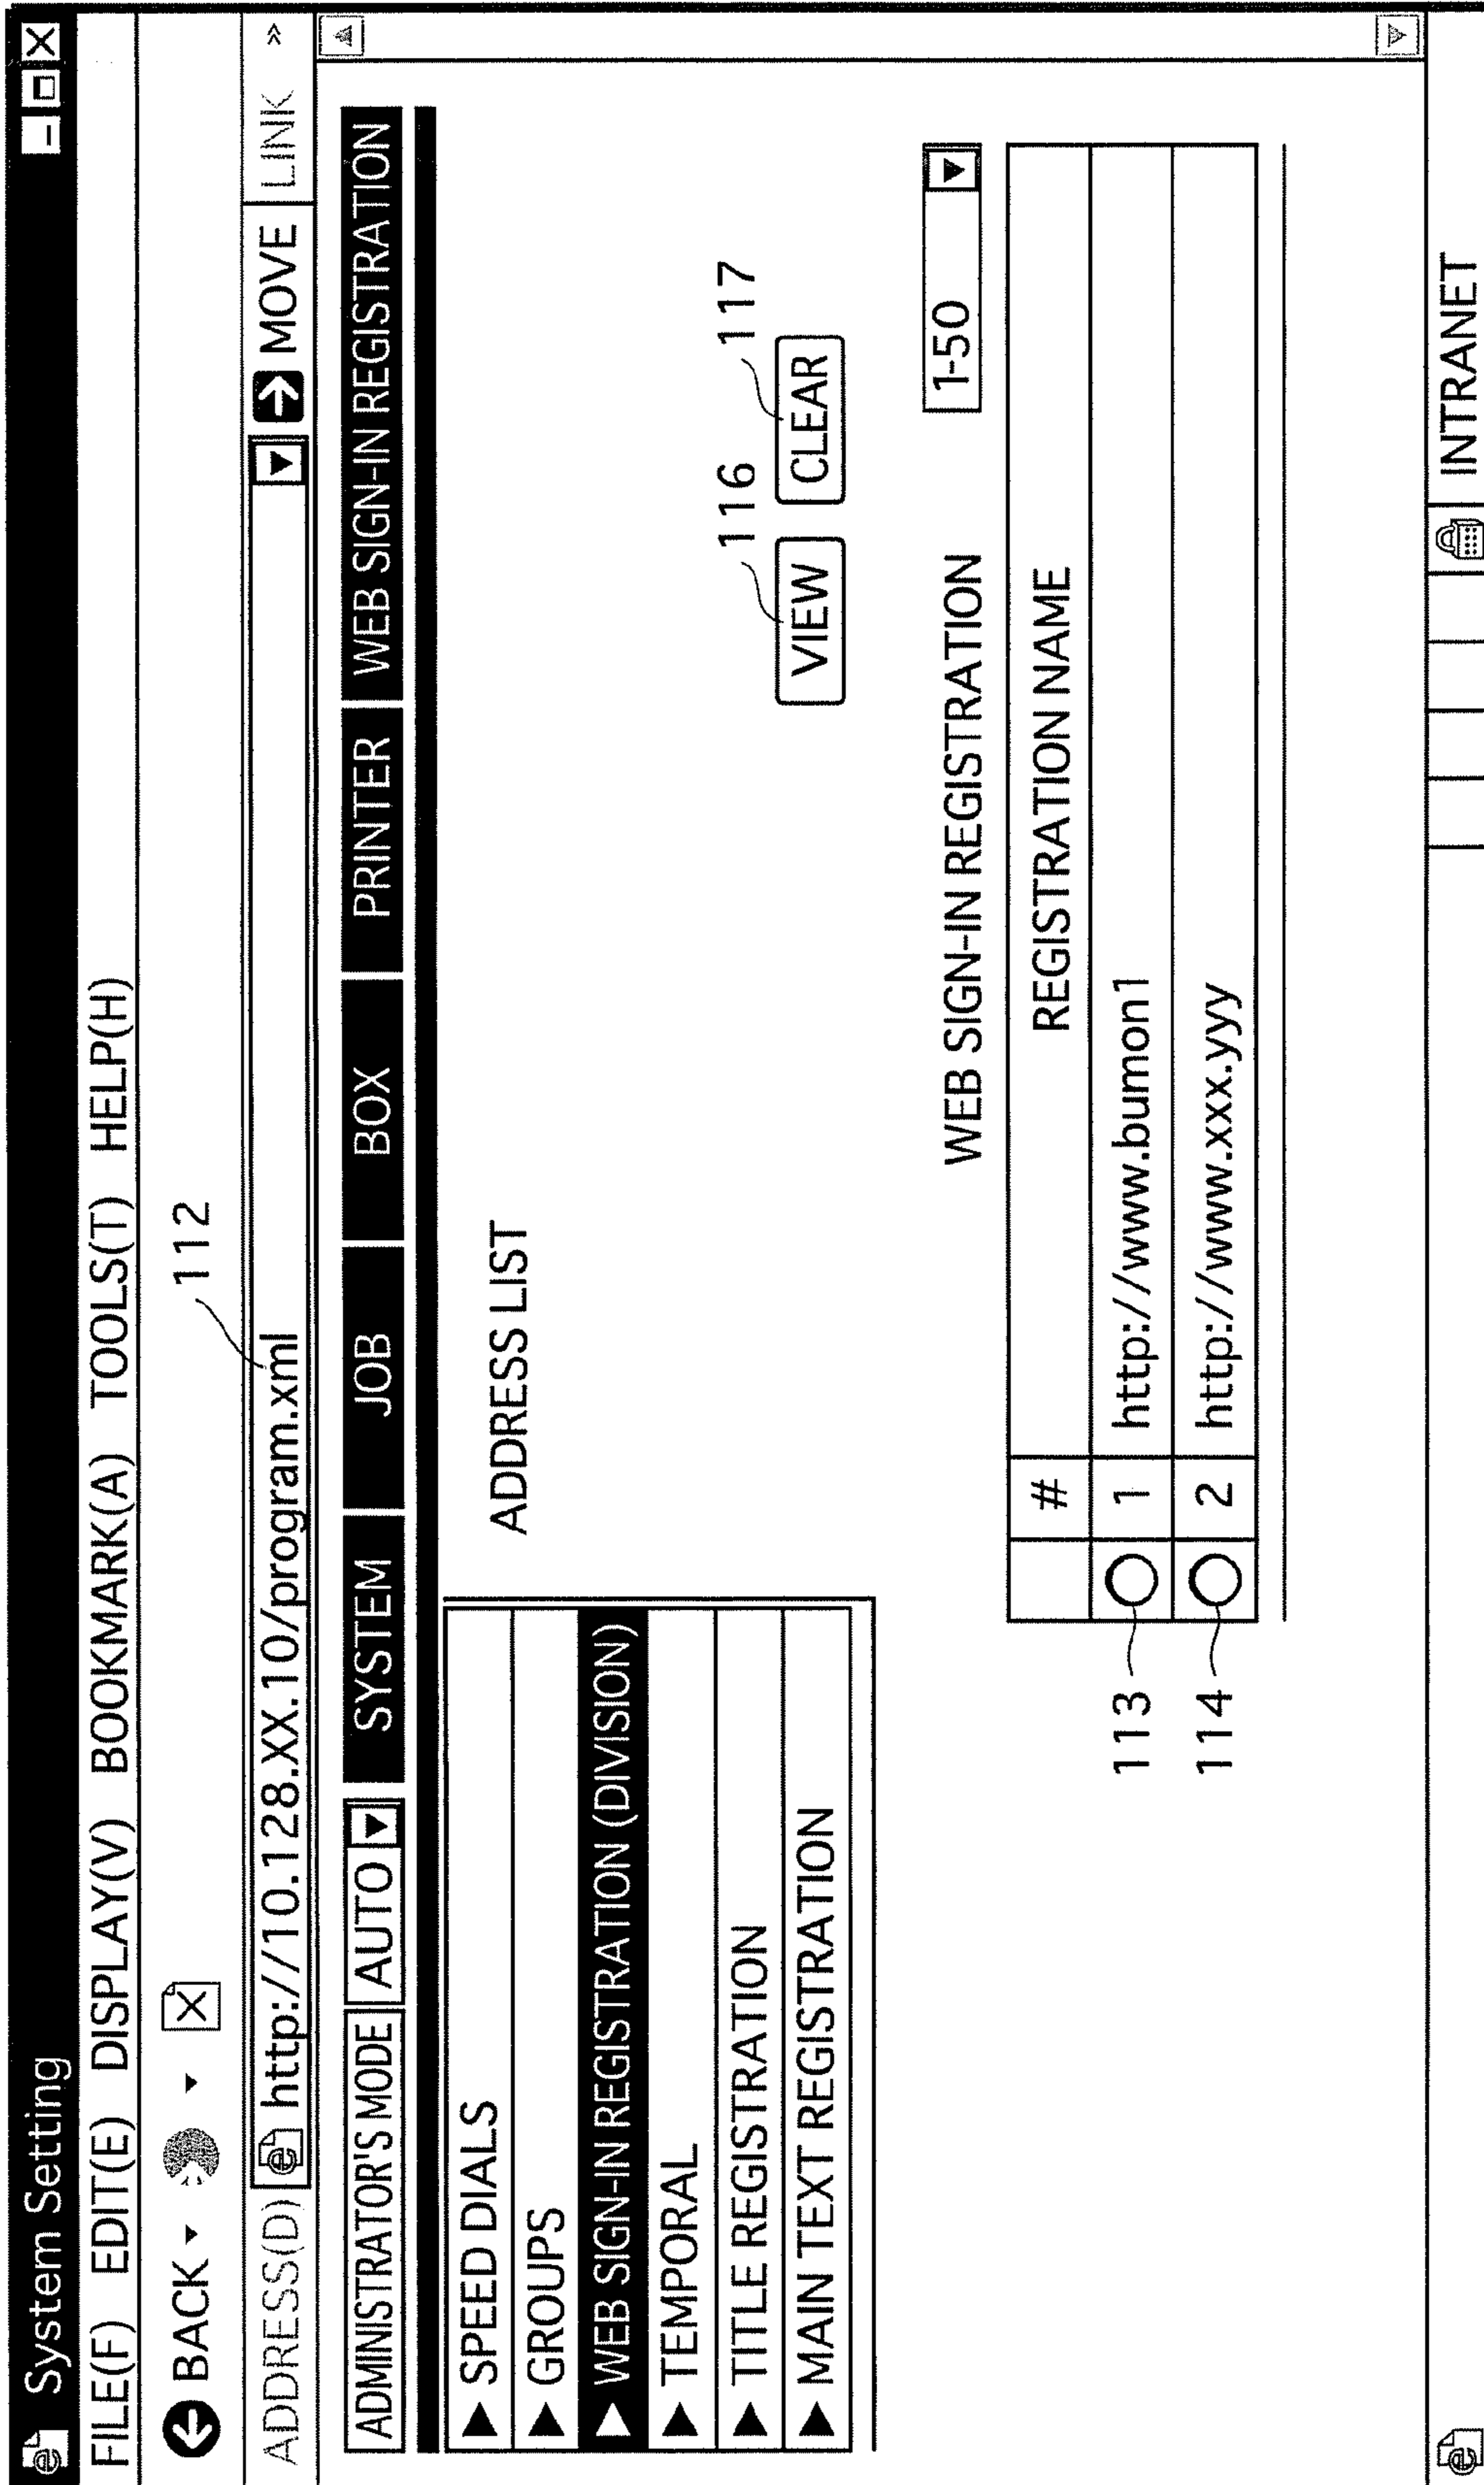 System Setting
FILE(F) EDIT(E) DISPLAY(V) BOOKMARK(A) TOOLS(T) HELP(H)
BACK
112
ADDRESS(D) http://10.128.XX.10/program.xml MOVE LINK »
ADMINISTRATOR'S MODE AUTO SYSTEM JOB BOX PRINTER WEB SIGN-IN REGISTRATION
SPEED DIALS
ADDRESS LIST
GROUPS
WEB SIGN-IN REGISTRATION (DIVISION)
TEMPORAL
TITLE REGISTRATION
116 117
MAIN TEXT REGISTRATION
VIEW CLEAR
WEB SIGN-IN REGISTRATION 1-50
# REGISTRATION NAME
113 1 http://www.bumon1
114 2 http://www.xxx.yyy
INTRANET